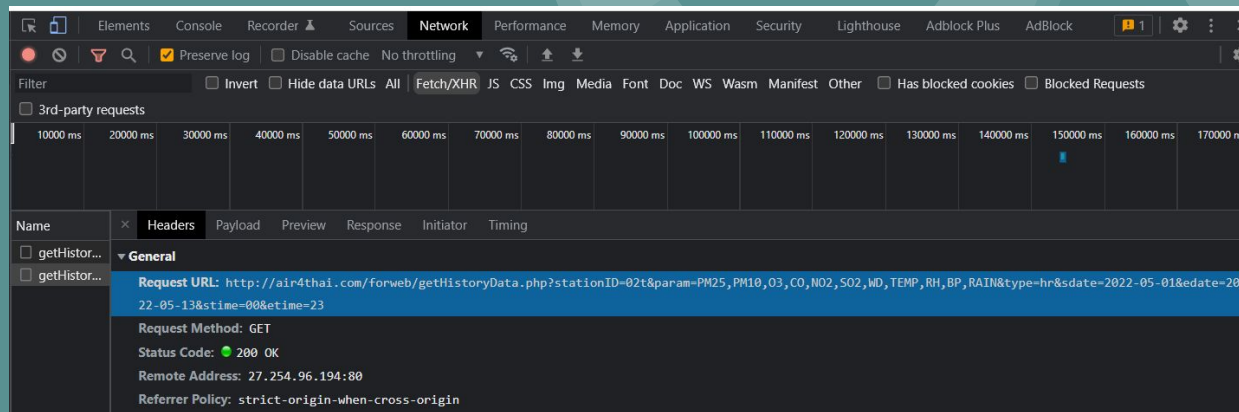 Elements Console Recorder Sources Network Performance Memory Application Security Lighthouse Adblock Plus AdBlock 1
Preserve log Disable cache No throttling
Filter Invert Hide data URLs All Fetch/XHR JS CSS Img Media Font Doc WS Wasm Manifest Other Has blocked cookies Blocked Requests
3rd-party requests
10000 ms 20000 ms 30000 ms 40000 ms 50000 ms 60000 ms 70000 ms 80000 ms 90000 ms 100000 ms 110000 ms 120000 ms 130000 ms 140000 ms 150000 ms 160000 ms 170000 m
Name × Headers Payload Preview Response Initiator Timing
getHistor... General
getHistor... Request URL: http://air4thai.com/forweb/getHistoryData.php?stationID=02t&param=PM25,PM10,O3,CO,NO2,SO2,WD,TEMP,RH,BP,RAIN&type=hr&sdate=2022-05-01&edate=20
22-05-13&stime=00&etime=23
Request Method: GET
Status Code: 200 OK
Remote Address: 27.254.96.194:80
Referrer Policy: strict-origin-when-cross-origin